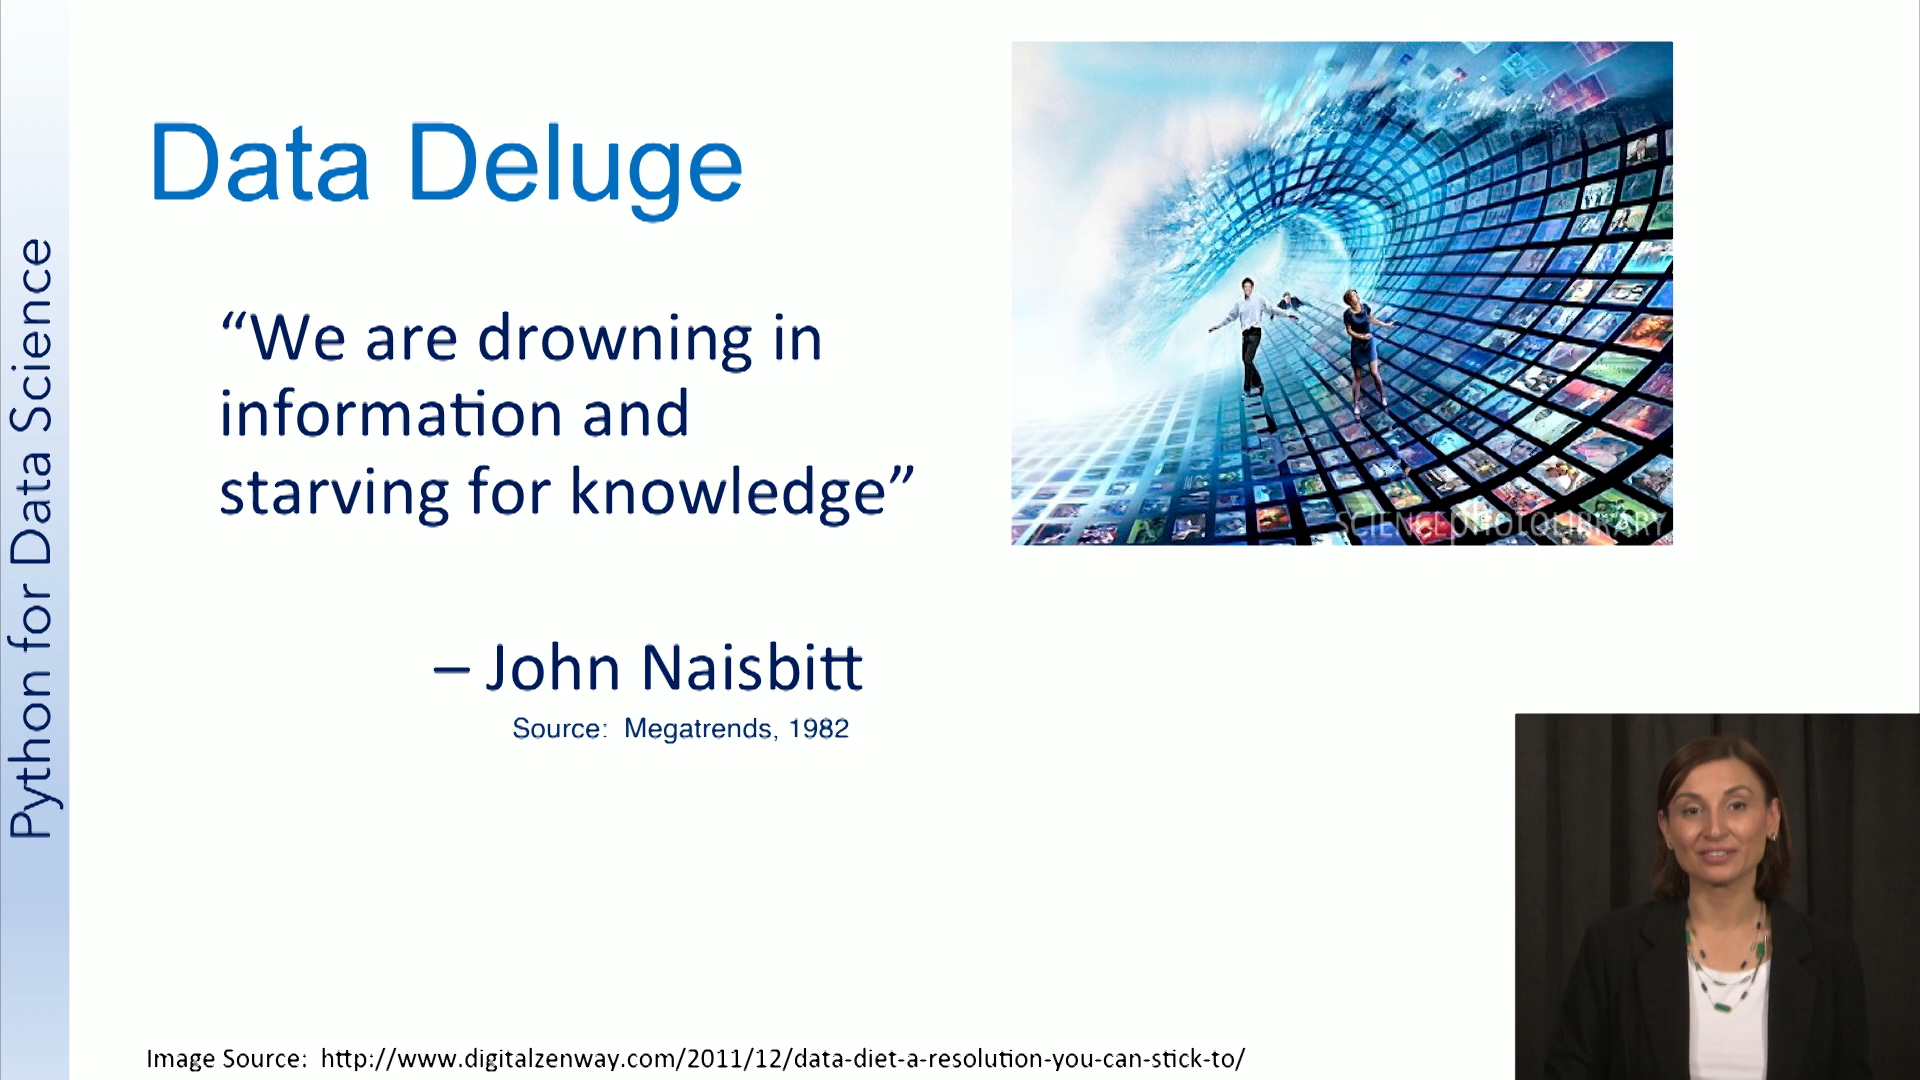 Python for Data Science
Data Deluge
“We are drowning in
information and
starving for knowledge”
– John Naisbitt
Source: Megatrends, 1982
SCIENCEphotoLIBRARY
Image Source: http://www.digitalzenway.com/2011/12/data-diet-a-resolution-you-can-stick-to/